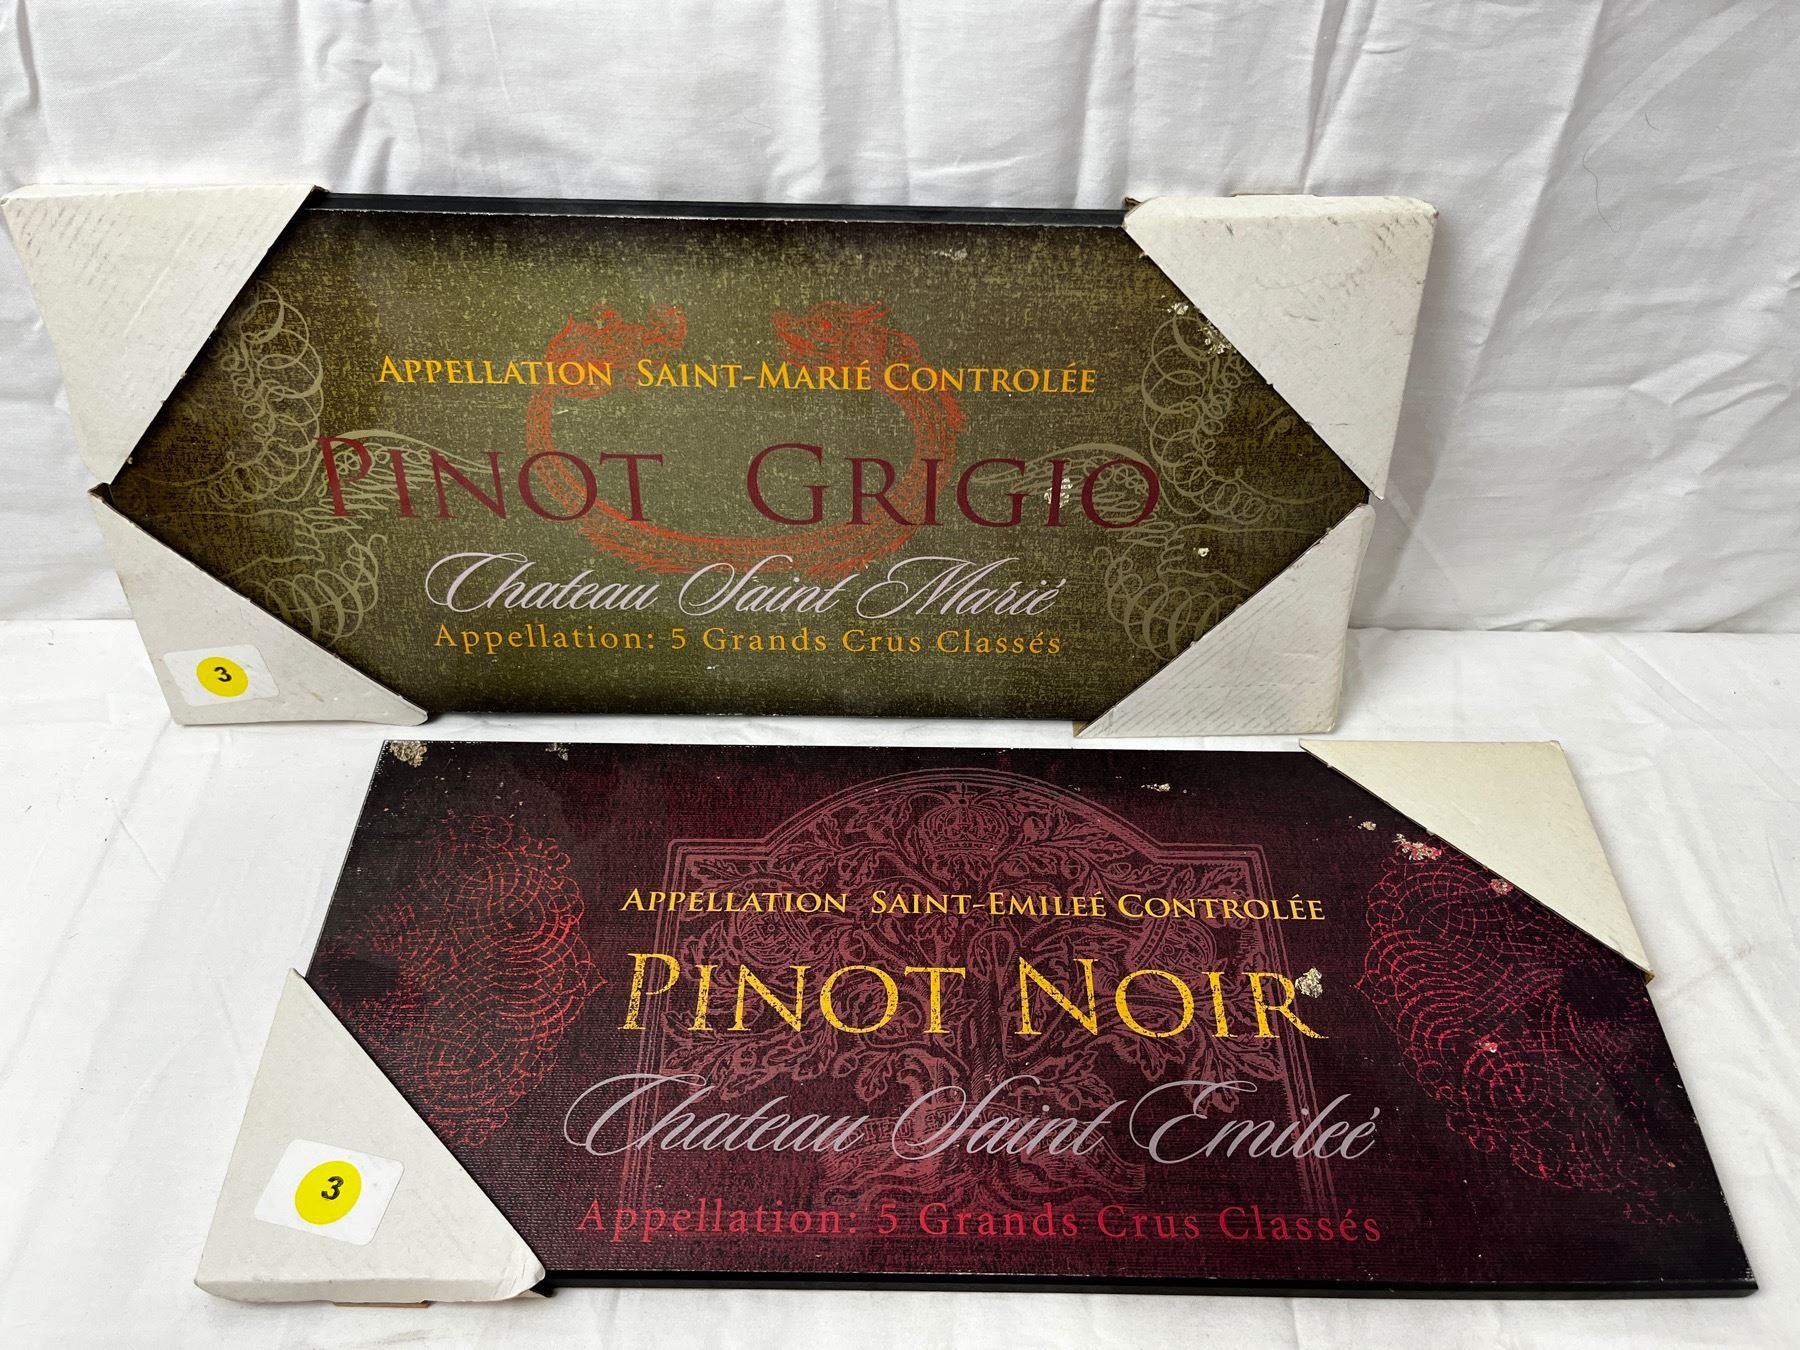 APPELLATION SAINT-MARIÉ CONTROLÉE
PINOT GRIGIO
Chateau Saint Marié
Appellation: 5 Grands Crus Classés
3
APPELLATION SAINT-EMILEÉ CONTROLÉE
PINOT NOIR
Chateau Saint Emileé
Appellation: 5 Grands Crus Classés
3